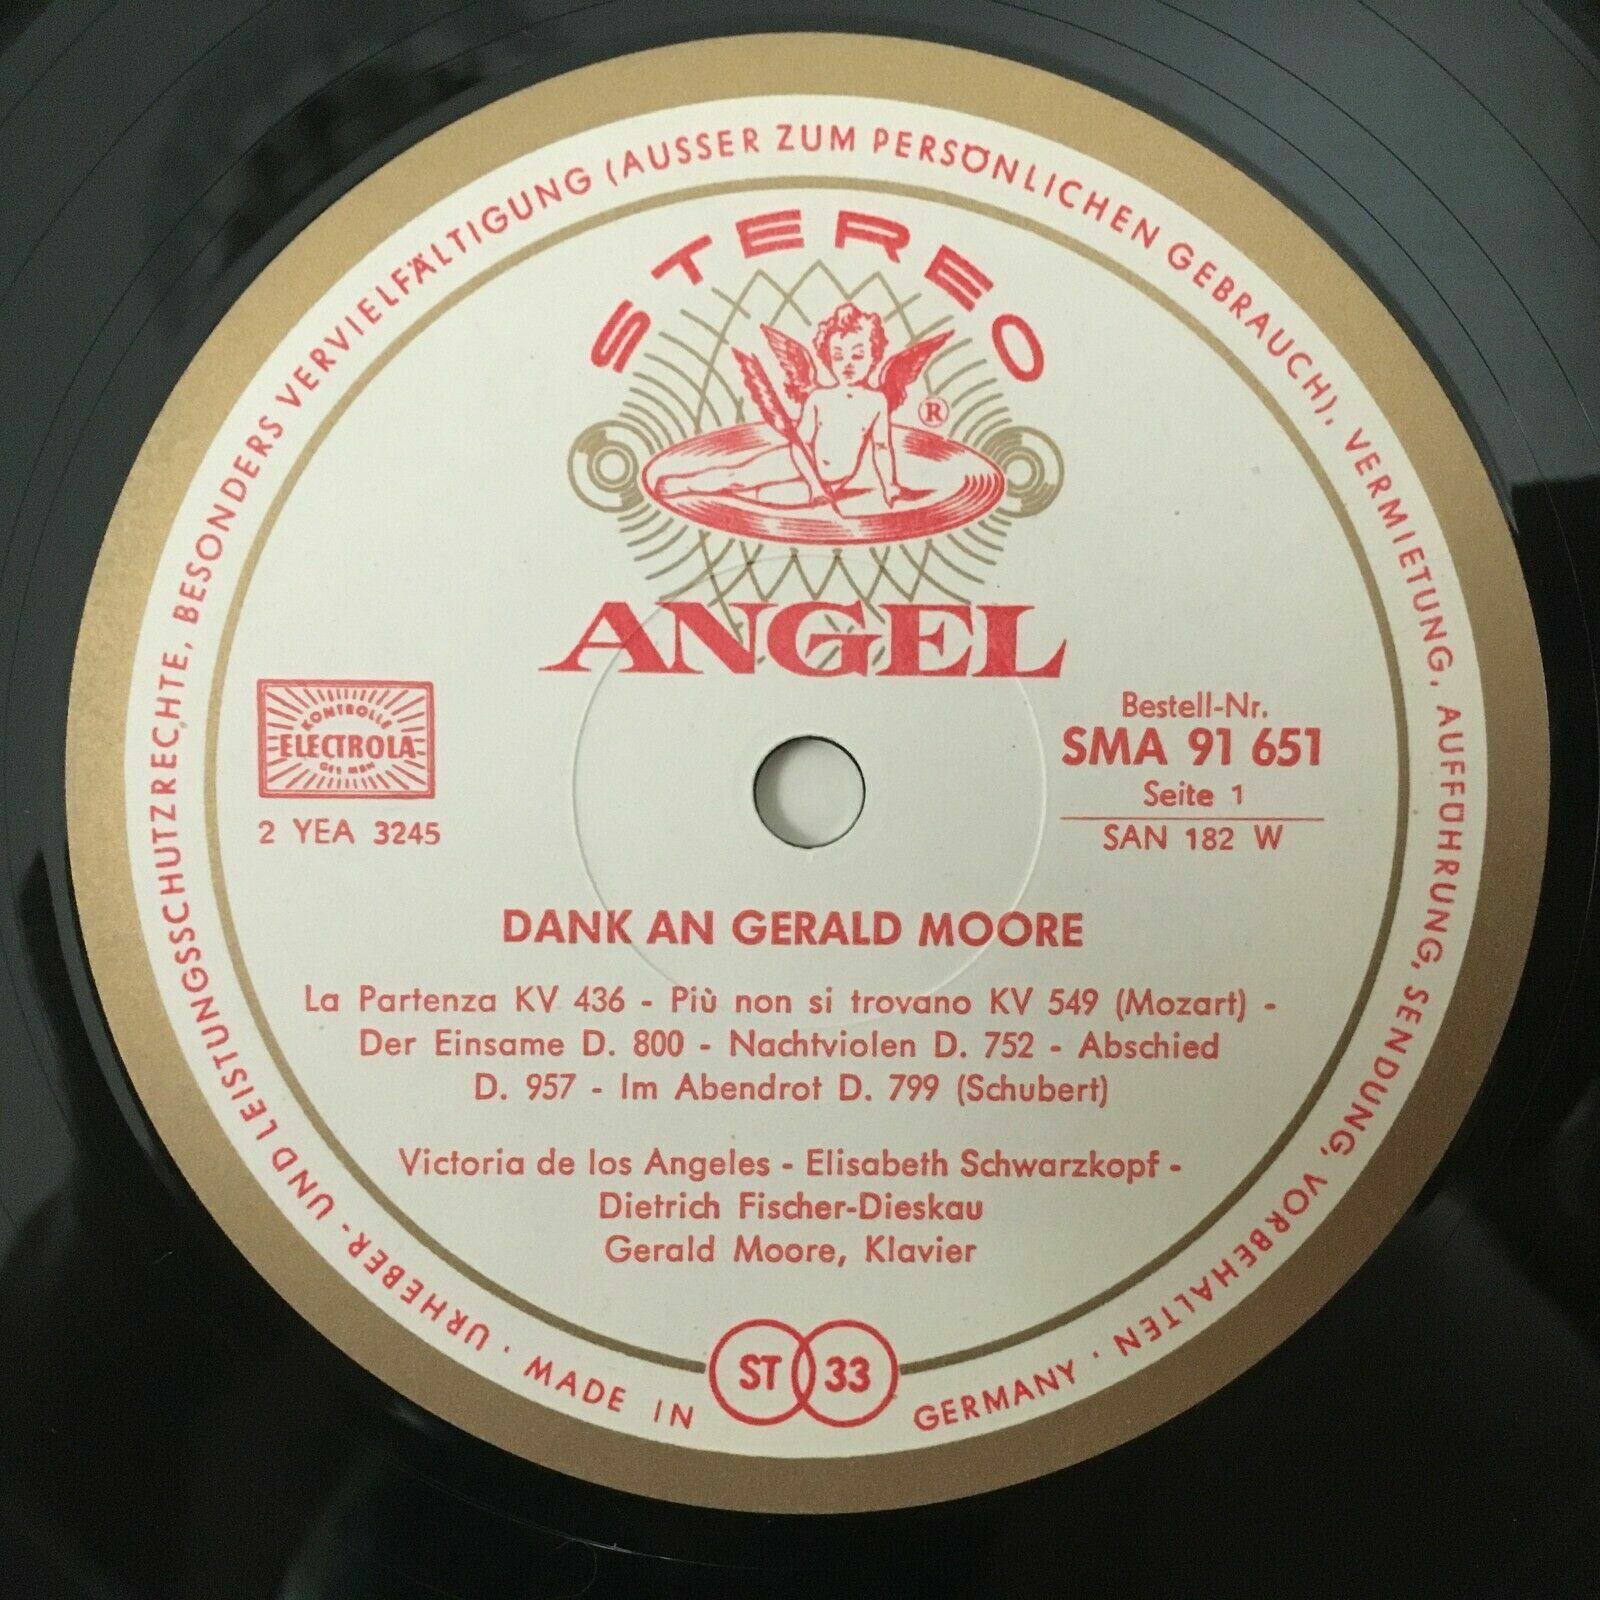 URHEBER- UND LEISTUNGSSCHUTZRECHTE, BESONDERS VERVIELFÄLTIGUNG (AUSSER ZUM PERSÖNLICHEN GEBRAUCH), VERMIETUNG, AUFFÜHRUNG, SENDUNG, VORBEHALTEN ·
STEREO
®
ANGEL
KONTROLLE
ELECTROLA
GES MBH
2 YEA 3245
Bestell-Nr.
SMA 91 651
Seite 1
SAN 182 W
DANK AN GERALD MOORE
La Partenza KV 436 - Più non si trovano KV 549 (Mozart) -
Der Einsame D. 800 - Nachtviolen D. 752 - Abschied
D. 957 - Im Abendrot D. 799 (Schubert)
Victoria de los Angeles - Elisabeth Schwarzkopf -
Dietrich Fischer-Dieskau
Gerald Moore, Klavier
ST 33
· MADE IN GERMANY